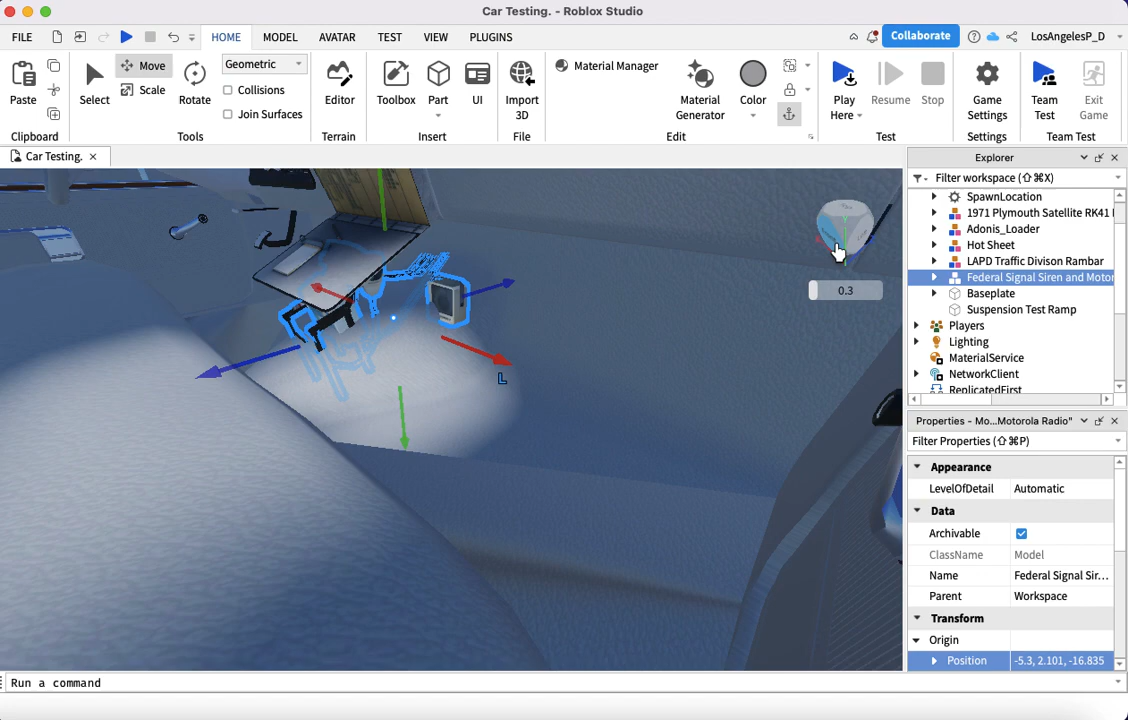 Car Testing. - Roblox Studio
FILE
HOME
MODEL
AVATAR
TEST
VIEW
PLUGINS
Collaborate
LosAngelesP_D
Paste
Clipboard
Select
Move
Scale
Rotate
Geometric
Collisions
Join Surfaces
Tools
Editor
Terrain
Toolbox
Part
UI
Insert
Import
3D
File
Material Manager
Material
Generator
Color
Edit
Play
Here
Resume
Stop
Test
Game
Settings
Settings
Team
Test
Exit
Game
Team Test
Car Testing.
0.3
L
Explorer
Filter workspace (⇧⌘X)
SpawnLocation
1971 Plymouth Satellite RK41
Adonis_Loader
Hot Sheet
LAPD Traffic Divison Rambar
Federal Signal Siren and Motor
Baseplate
Suspension Test Ramp
Players
Lighting
MaterialService
NetworkClient
ReplicatedFirst
Properties - Mo...Motorola Radio"
Filter Properties (⇧⌘P)
Appearance
LevelOfDetail Automatic
Data
Archivable
ClassName Model
Name Federal Signal Sir...
Parent Workspace
Transform
Origin
Position -5.3, 2.101, -16.835
Run a command